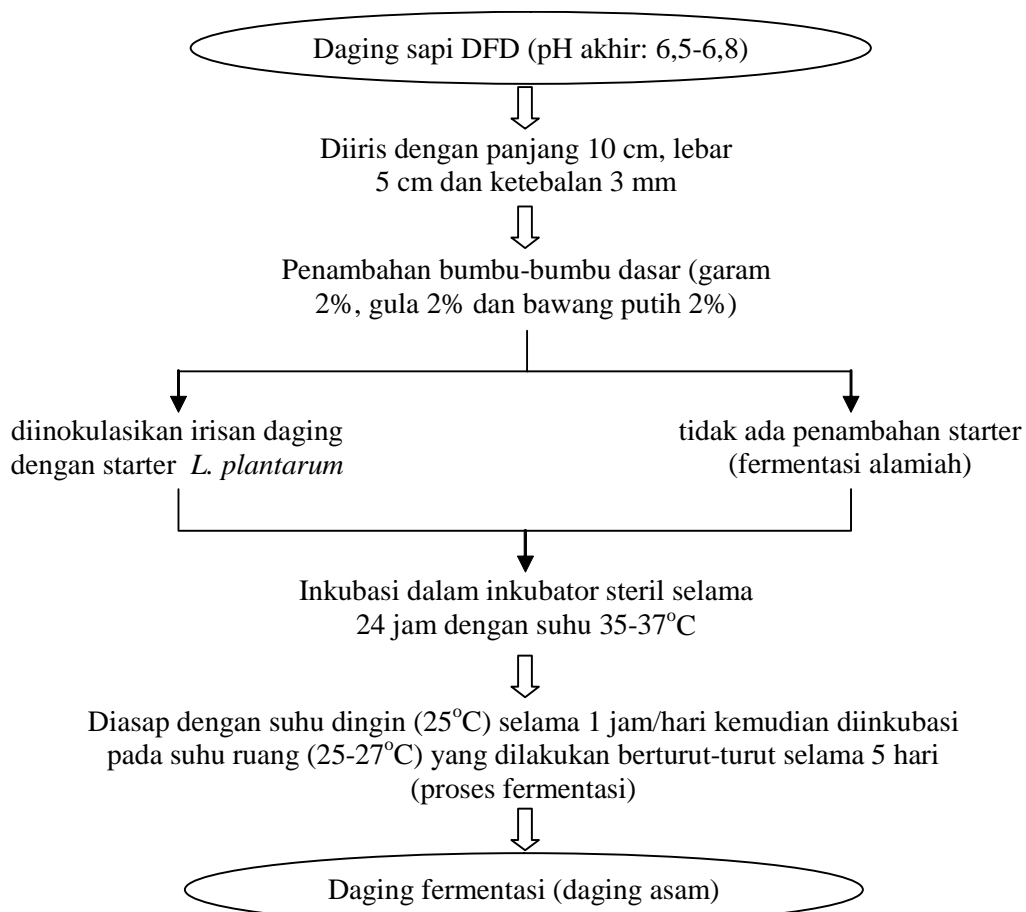 Daging sapi DFD (pH akhir: 6,5-6,8)
Diiris dengan panjang 10 cm, lebar
5 cm dan ketebalan 3 mm
Penambahan bumbu-bumbu dasar (garam
2%, gula 2% dan bawang putih 2%)
diinokulasikan irisan daging
dengan starter L. plantarum
tidak ada penambahan starter
(fermentasi alamiah)
Inkubasi dalam inkubator steril selama
24 jam dengan suhu 35-37°C
Diasap dengan suhu dingin (25°C) selama 1 jam/hari kemudian diinkubasi
pada suhu ruang (25-27°C) yang dilakukan berturut-turut selama 5 hari
(proses fermentasi)
Daging fermentasi (daging asam)